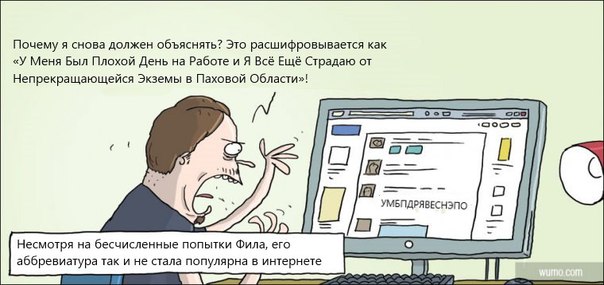 Почему я снова должен объяснять? Это расшифровывается как
«У Меня Был Плохой День на Работе и Я Всё Ещё Страдаю от
Непрекращающейся Экземы в Паховой Области»!
УМБПДРЯВЕСНЭПО
Несмотря на бесчисленные попытки Фила, его
аббревиатура так и не стала популярна в интернете
wumo.com